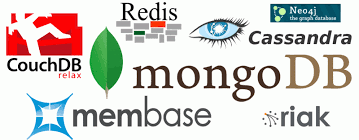 Redis
Neo4j
the graph database
CouchDB
relax
Cassandra
mongoDB
membase
riak